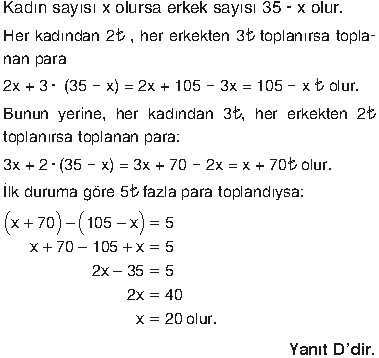 Kadın sayısı x olursa erkek sayısı 35 - x olur.
Her kadından 2₺ , her erkekten 3₺ toplanırsa topla-
nan para
2x + 3 · (35 − x) = 2x + 105 − 3x = 105 − x ₺ olur.
Bunun yerine, her kadından 3₺, her erkekten 2₺
toplanırsa toplanan para:
3x + 2 · (35 − x) = 3x + 70 − 2x = x + 70₺ olur.
İlk duruma göre 5₺ fazla para toplandıysa:
(x + 70) − (105 − x) = 5
x + 70 − 105 + x = 5
2x − 35 = 5
2x = 40
x = 20 olur.
Yanıt D'dir.